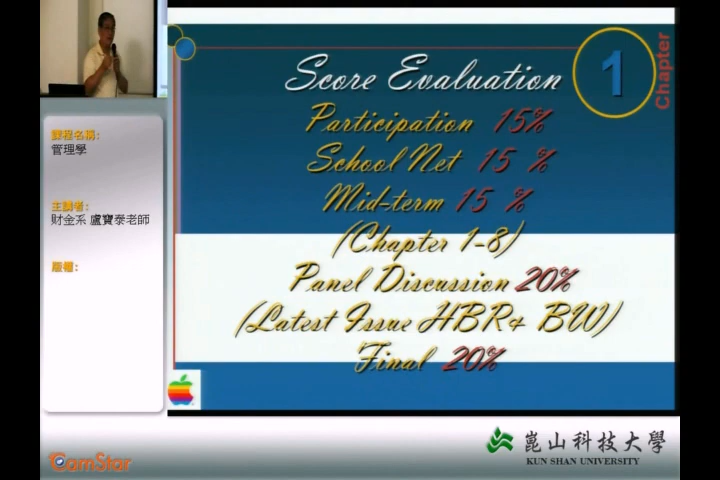 課程名稱:
管理學
主講者:
財金系 盧寶泰老師
版權:
Score Evaluation
1
Chapter
Participation 15%
School Net 15 %
Mid-term 15 %
(Chapter 1-8)
Panel Discussion 20%
(Latest Issue HBR& BW)
Final 20%
CamStar
崑山科技大學
KUN SHAN UNIVERSITY